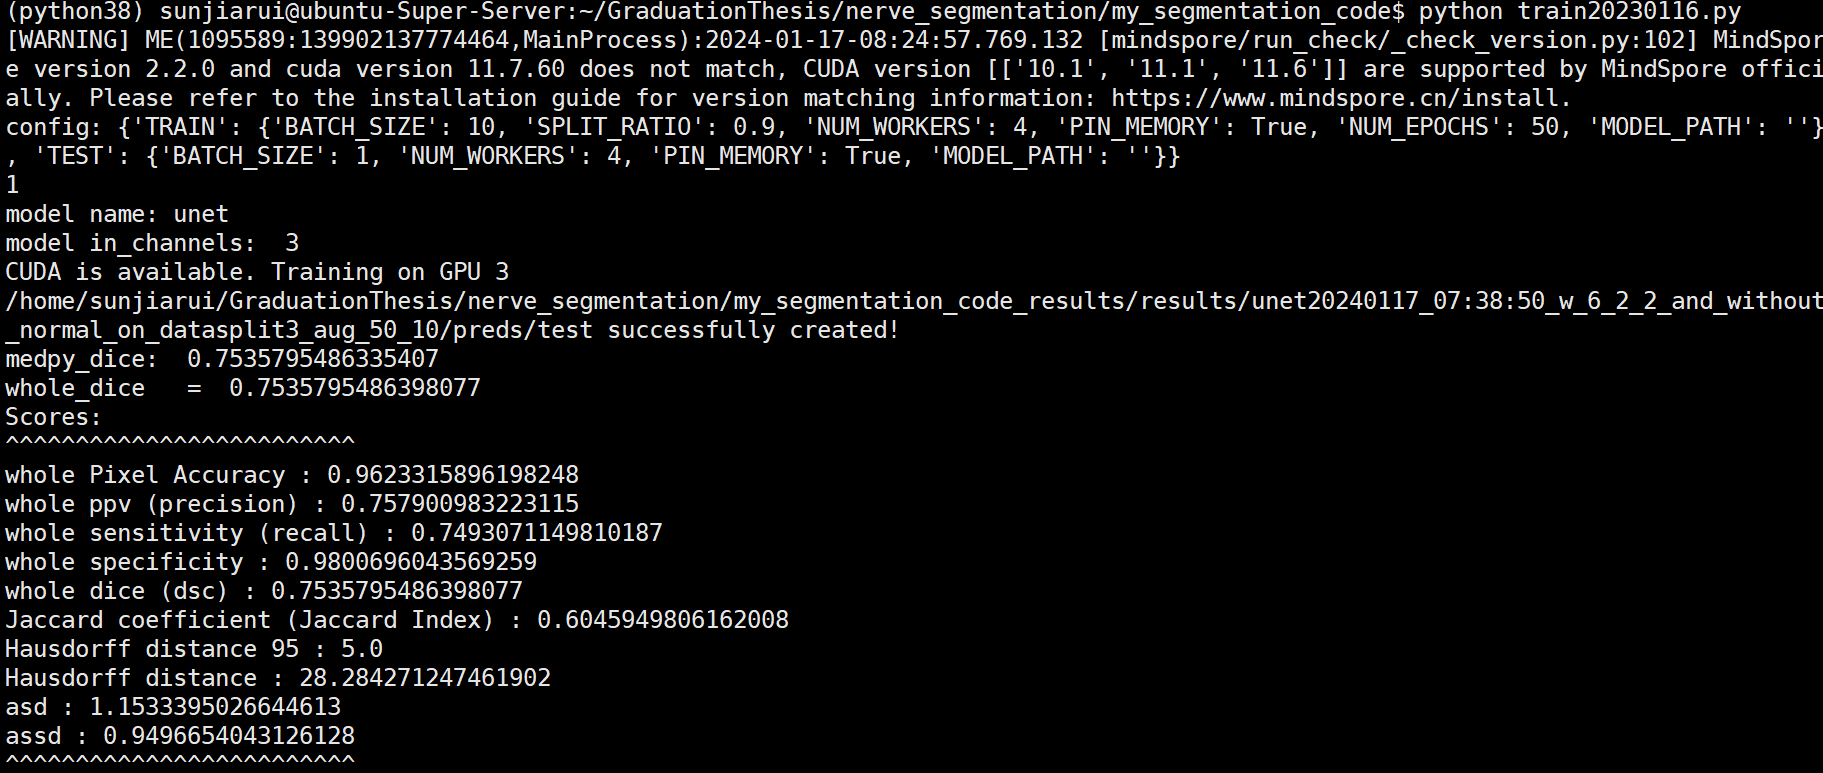 (python38) sunjiarui@ubuntu-Super-Server:~/GraduationThesis/nerve_segmentation/my_segmentation_code$ python train20230116.py
[WARNING] ME(1095589:139902137774464,MainProcess):2024-01-17-08:24:57.769.132 [mindspore/run_check/_check_version.py:102] MindSpor
e version 2.2.0 and cuda version 11.7.60 does not match, CUDA version [['10.1', '11.1', '11.6']] are supported by MindSpore offici
ally. Please refer to the installation guide for version matching information: https://www.mindspore.cn/install.
config: {'TRAIN': {'BATCH_SIZE': 10, 'SPLIT_RATIO': 0.9, 'NUM_WORKERS': 4, 'PIN_MEMORY': True, 'NUM_EPOCHS': 50, 'MODEL_PATH': ''}
, 'TEST': {'BATCH_SIZE': 1, 'NUM_WORKERS': 4, 'PIN_MEMORY': True, 'MODEL_PATH': ''}}
1
model name: unet
model in_channels:  3
CUDA is available. Training on GPU 3
/home/sunjiarui/GraduationThesis/nerve_segmentation/my_segmentation_code_results/results/unet20240117_07:38:50_w_6_2_2_and_without
_normal_on_datasplit3_aug_50_10/preds/test successfully created!
medpy_dice:  0.7535795486335407
whole_dice   =  0.7535795486398077
Scores:
^^^^^^^^^^^^^^^^^^^^^^^^^
whole Pixel Accuracy : 0.9623315896198248
whole ppv (precision) : 0.757900983223115
whole sensitivity (recall) : 0.7493071149810187
whole specificity : 0.9800696043569259
whole dice (dsc) : 0.7535795486398077
Jaccard coefficient (Jaccard Index) : 0.6045949806162008
Hausdorff distance 95 : 5.0
Hausdorff distance : 28.284271247461902
asd : 1.1533395026644613
assd : 0.9496654043126128
^^^^^^^^^^^^^^^^^^^^^^^^^